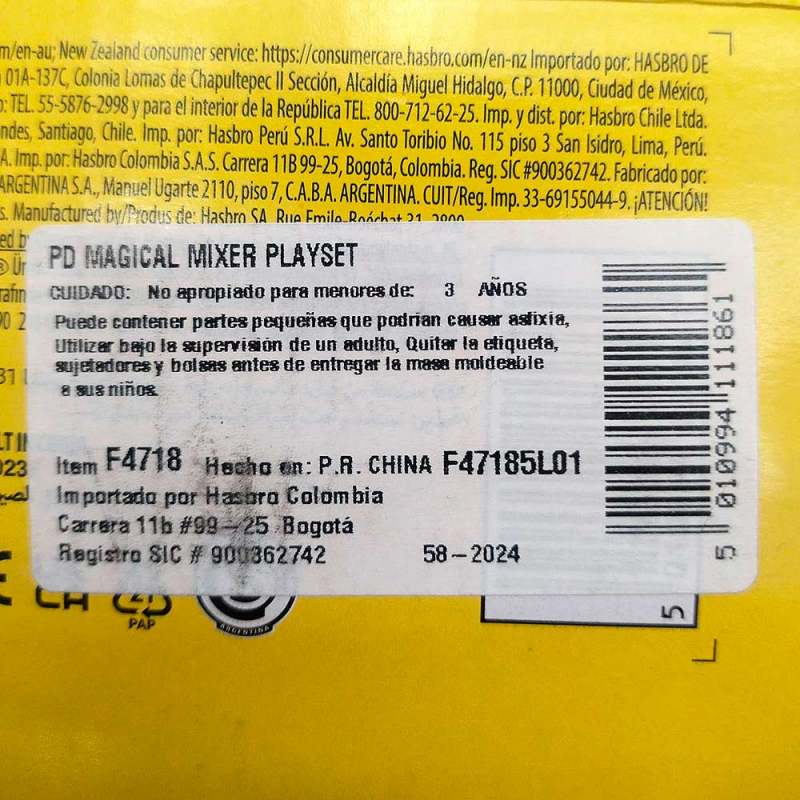 m/en-au; New Zealand consumer service: https://consumercare.hasbro.com/en-nz Importado por: HASBRO DE
01A-137C, Colonia Lomas de Chapultepec II Sección, Alcaldía Miguel Hidalgo, C.P. 11000, Ciudad de México,
o: TEL. 55-5876-2998 y para el interior de la República TEL. 800-712-62-25. Imp. y dist. por: Hasbro Chile Ltda.
ndes, Santiago, Chile. Imp. por: Hasbro Perú S.R.L. Av. Santo Toribio No. 115 piso 3 San Isidro, Lima, Perú.
A. Imp. por: Hasbro Colombia S.A.S. Carrera 11B 99-25, Bogotá, Colombia. Reg. SIC #900362742. Fabricado por:
ARGENTINA S.A., Manuel Ugarte 2110, piso 7, C.A.B.A. ARGENTINA. CUIT/Reg. Imp. 33-69155044-9. ¡ATENCIÓN!
s. Manufactured by/Produs de: Hasbro SA, Rue Emile-Boéchat 31, 2800
ed b
PD MAGICAL MIXER PLAYSET
CUIDADO: No apropiado para menores de: 3 AÑOS
Puede contener partes pequeñas que podrian causar asfixia,
Utilizar bajo la supervisión de un adulto, Quitar la etiqueta,
sujetadores y bolsas antes de entregar la masa moldeable
a sus niños.
Item F4718 Hecho en: P.R. CHINA F47185L01
Importado por Hasbro Colombia
Carrera 11b #99-25 Bogotá
Registro SIC # 900362742 58-2024
5 010994 111861
PAP
ARGENTINA
5